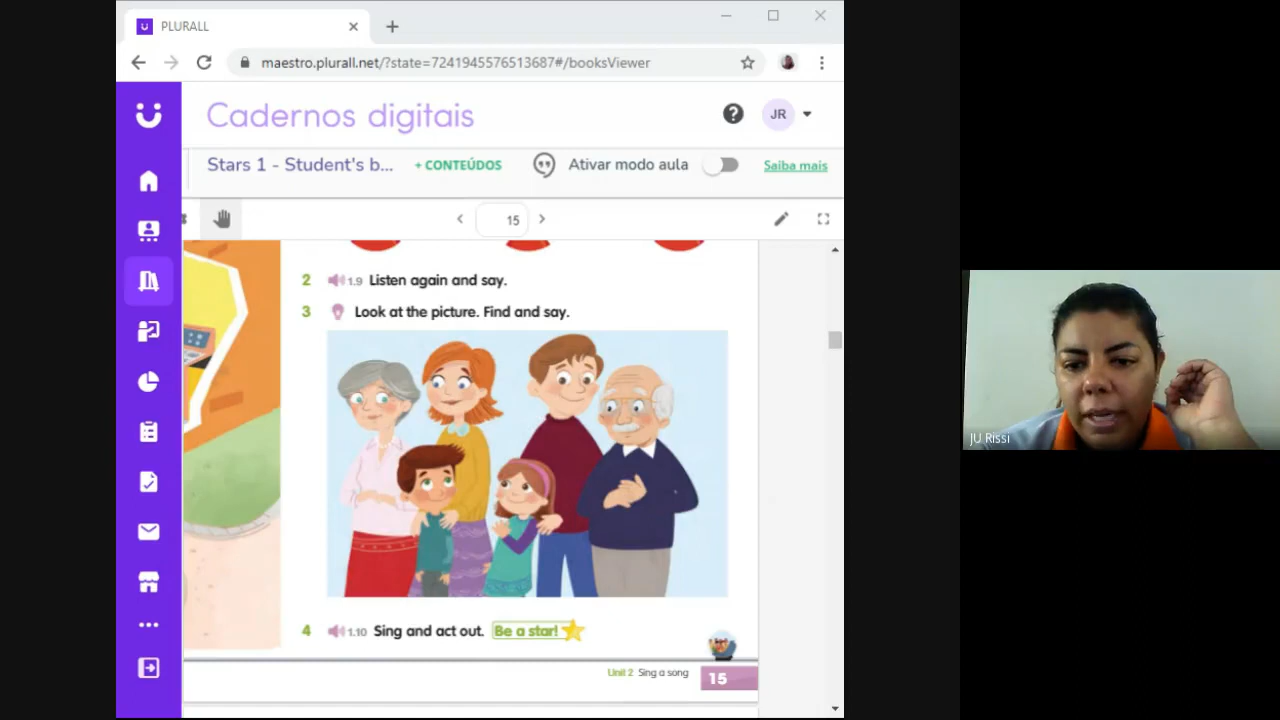 PLURALL
maestro.plurall.net/?state=7241945576513687#/booksViewer
Cadernos digitais
JR
Stars 1 - Student's b...
+ CONTEÚDOS
Ativar modo aula
Saiba mais
15
2 1.9 Listen again and say.
3 Look at the picture. Find and say.
4 1.10 Sing and act out. Be a star!
Unit 2 Sing a song 15
JU Rissi